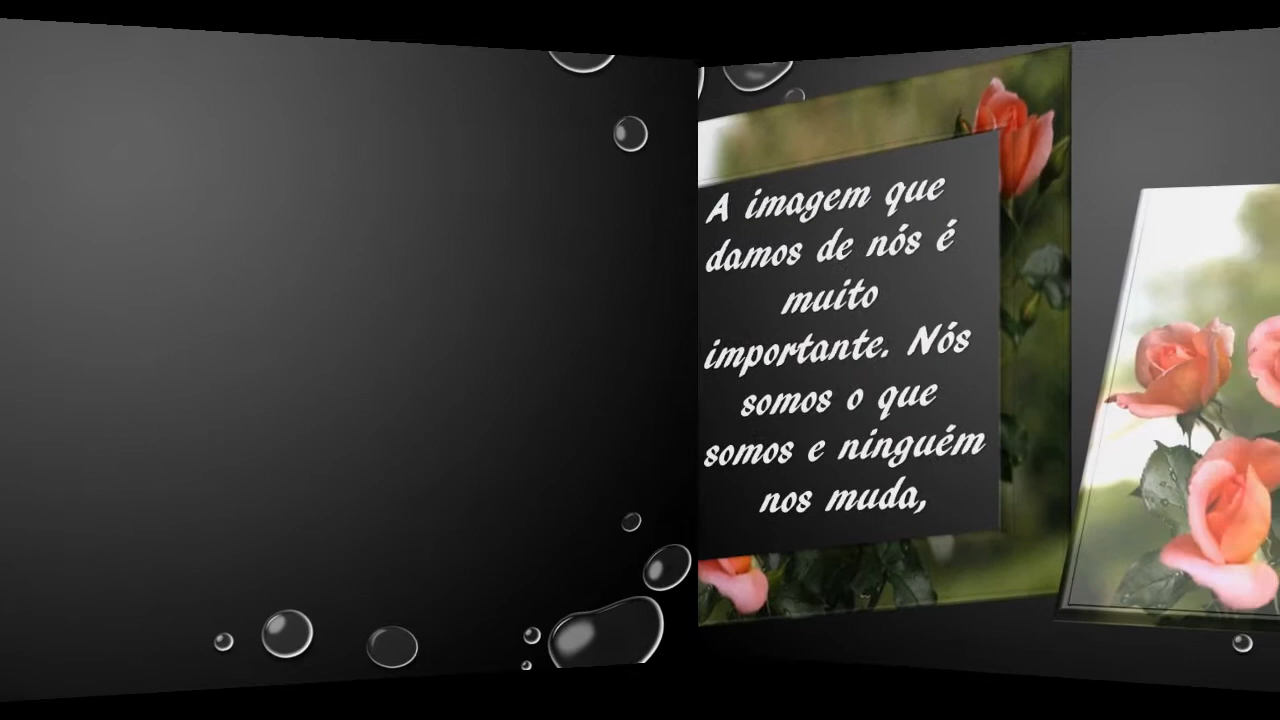 A imagem que
damos de nós é
muito
importante. Nós
somos o que
somos e ninguém
nos muda,